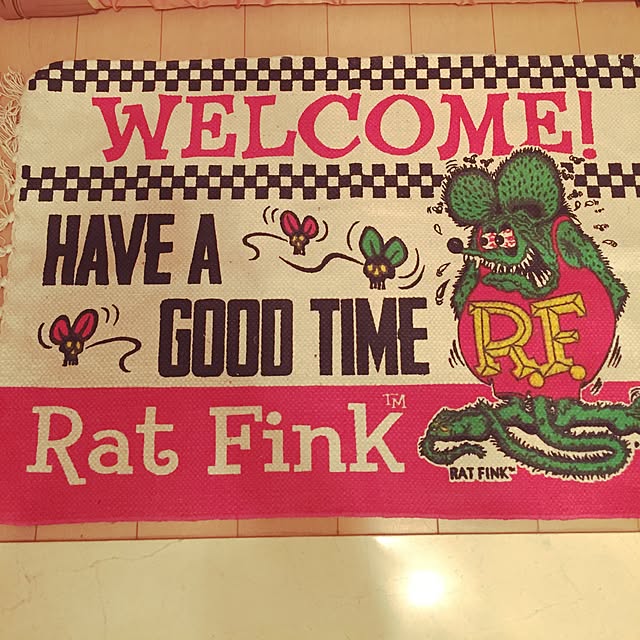 WELCOME!
HAVE A
GOOD TIME
R.F.
Rat Fink™
RAT FINK™